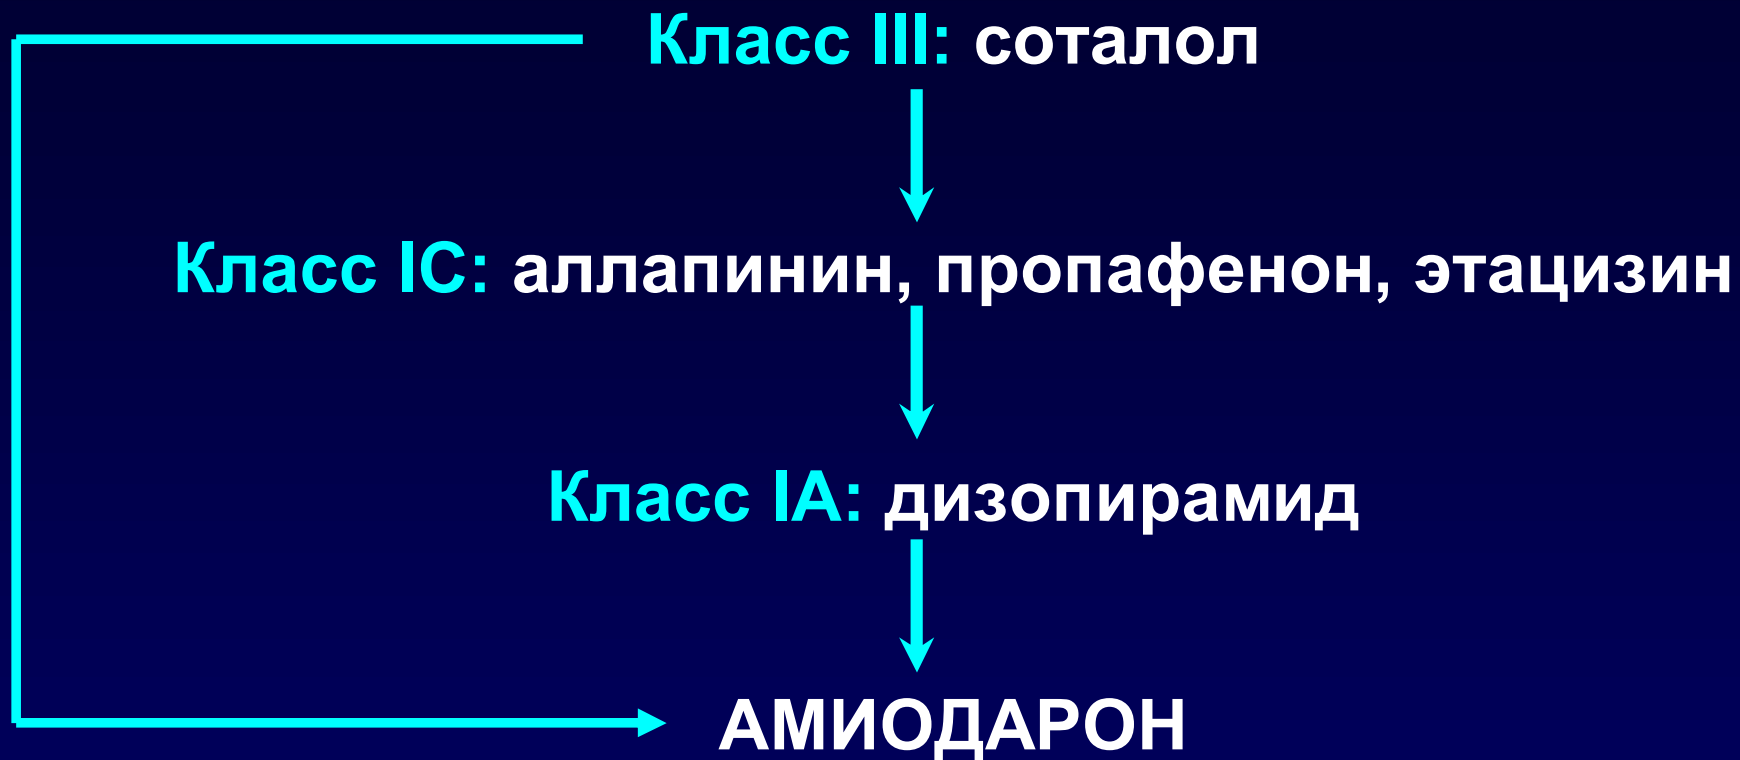 Класс III: соталол
Класс IC: аллапинин, пропафенон, этацизин
Класс IA: дизопирамид
АМИОДАРОН